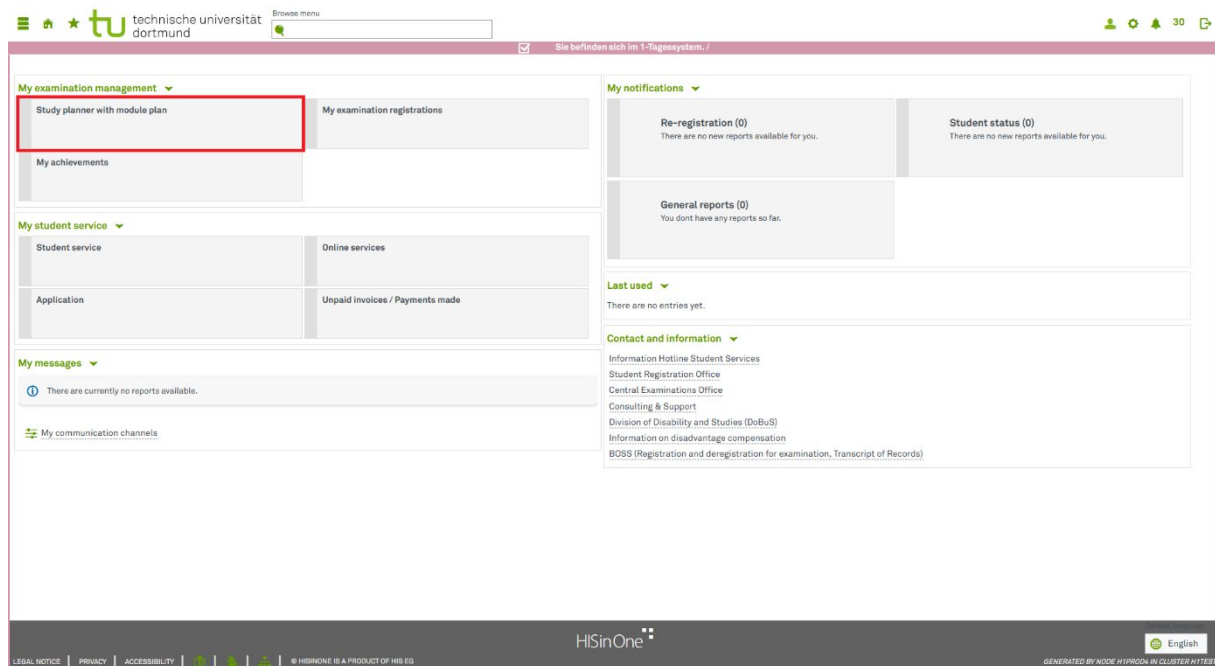 technische universität
dortmund
Browse menu
30
Sie befinden sich im 1-Tagessystem. /
My examination management
Study planner with module plan
My examination registrations
My achievements
My student service
Student service
Online services
Application
Unpaid invoices / Payments made
My messages
There are currently no reports available.
My communication channels
My notifications
Re-registration (0)
There are no new reports available for you.
Student status (0)
There are no new reports available for you.
General reports (0)
You dont have any reports so far.
Last used
There are no entries yet.
Contact and information
Information Hotline Student Services
Student Registration Office
Central Examinations Office
Consulting & Support
Division of Disability and Studies (DoBuS)
Information on disadvantage compensation
BOSS (Registration and deregistration for examination, Transcript of Records)
HISinOne
English
LEGAL NOTICE | PRIVACY | ACCESSIBILITY | © HISINONE IS A PRODUCT OF HIS EG
GENERATED BY NODE H1PROD4 IN CLUSTER H1TEST